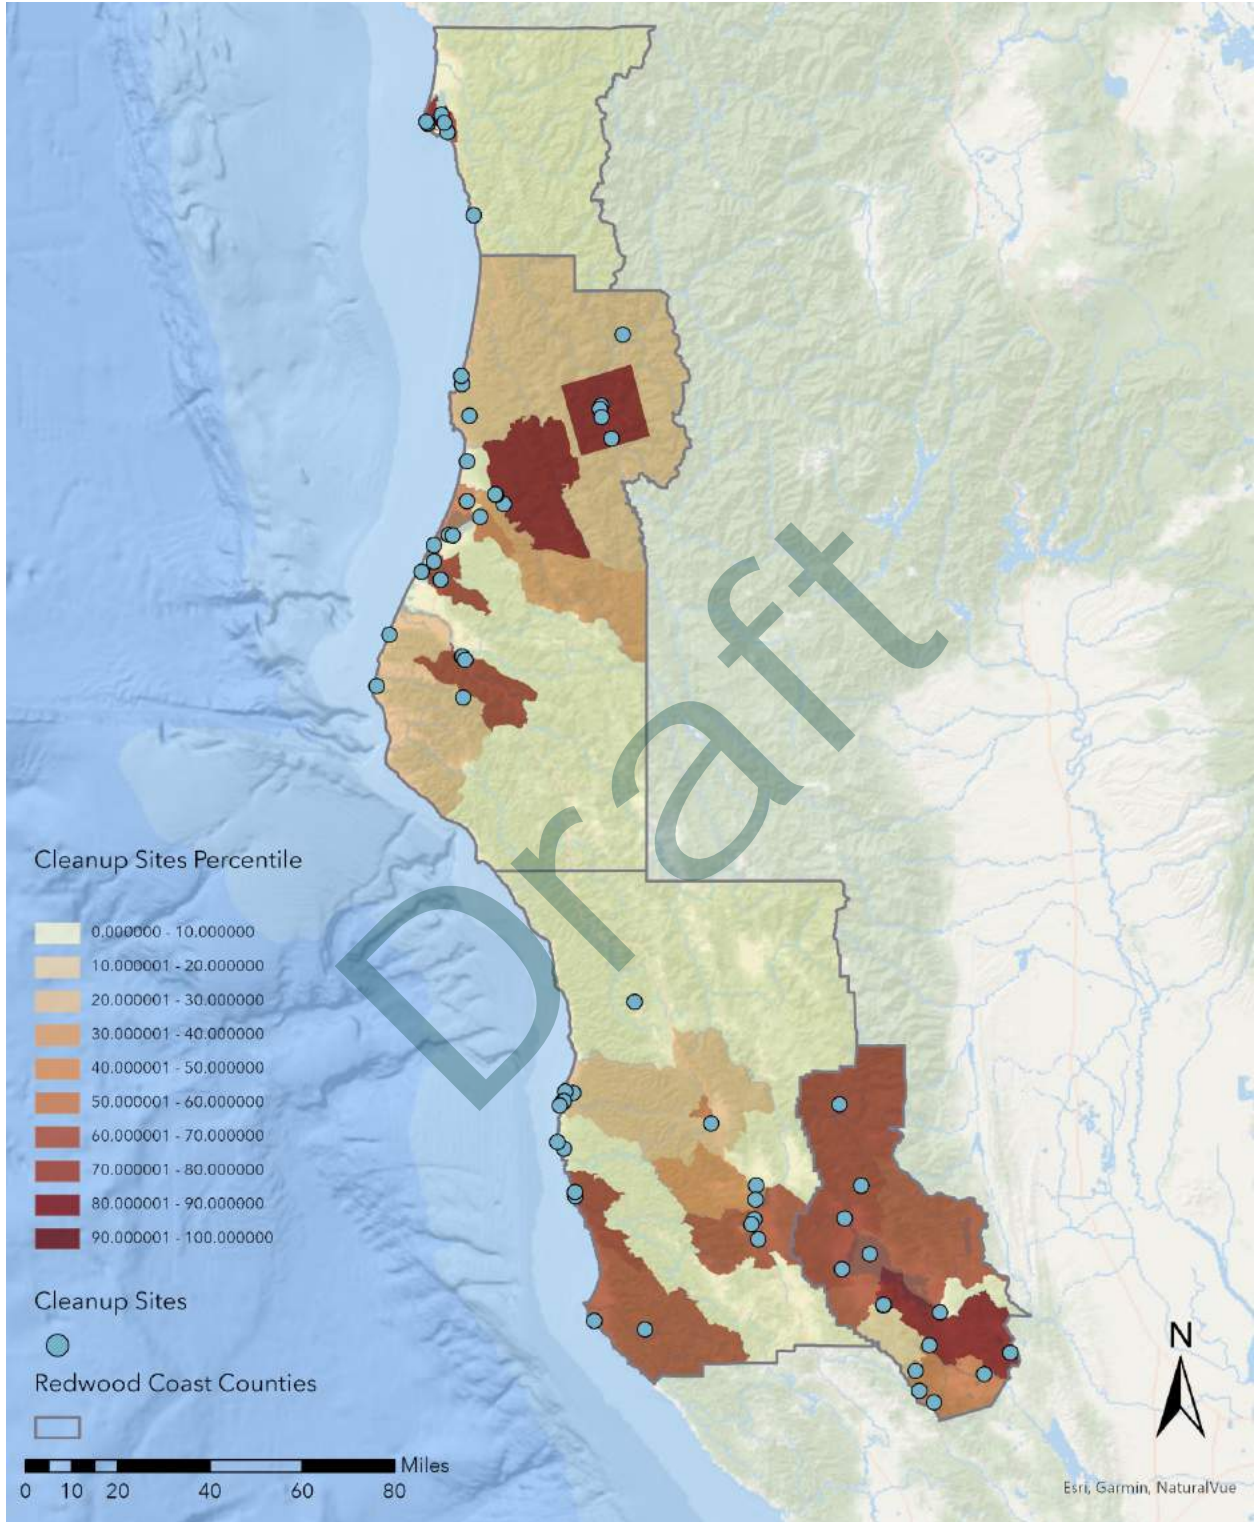 Draft
Cleanup Sites Percentile
0.000000 - 10.000000
10.000001 - 20.000000
20.000001 - 30.000000
30.000001 - 40.000000
40.000001 - 50.000000
50.000001 - 60.000000
60.000001 - 70.000000
70.000001 - 80.000000
80.000001 - 90.000000
90.000001 - 100.000000
Cleanup Sites
Redwood Coast Counties
Miles
0 10 20 40 60 80
N
Esri, Garmin, NaturalVue